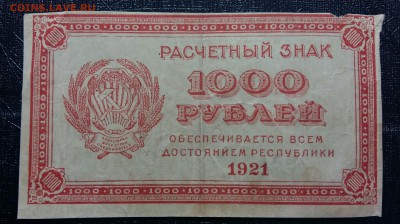 COINS.LAVE.RU
РАСЧЕТНЫЙ ЗНАК
1000
РУБЛЕЙ
ОБЕСПЕЧИВАЕТСЯ ВСЕМ
ДОСТОЯНИЕМ РЕСПУБЛИКИ
1921